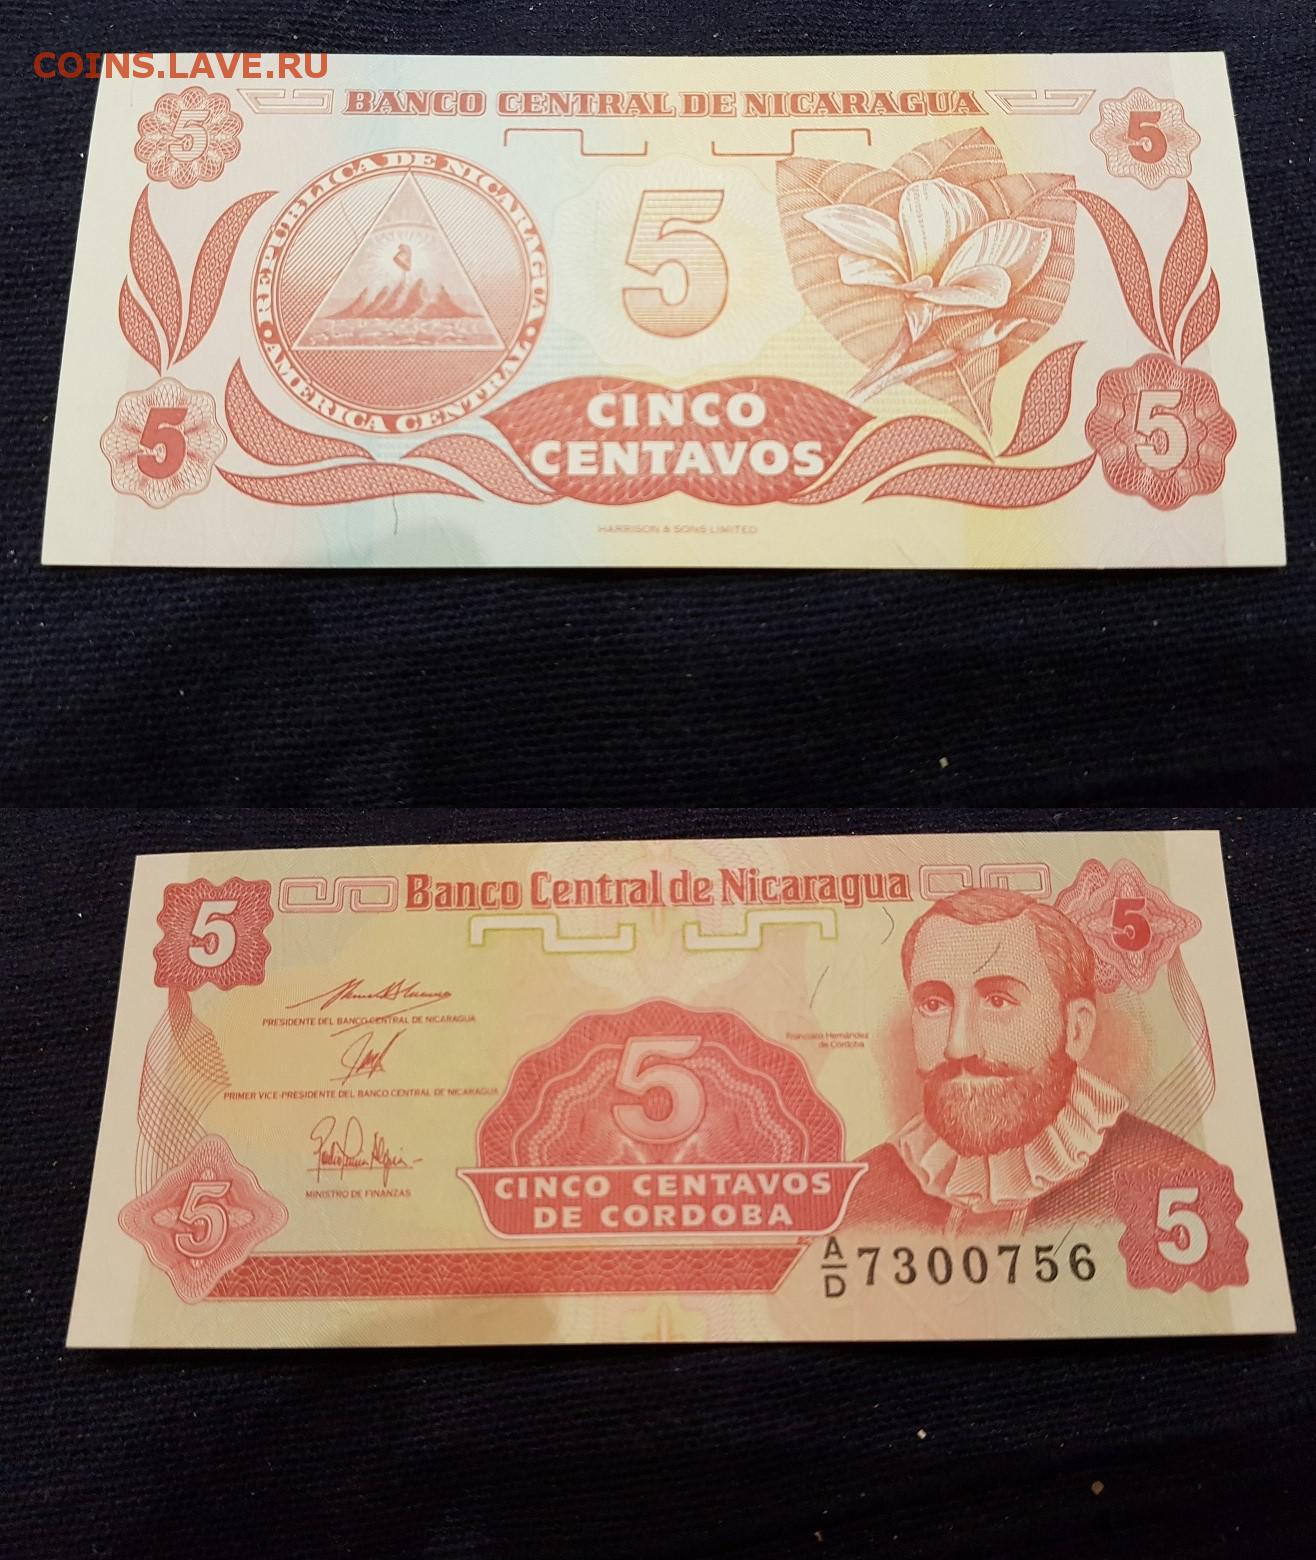 COINS.LAVE.RU
BANCO CENTRAL DE NICARAGUA
5
5
REPUBLICA DE NICARAGUA
AMERICA CENTRAL
5
5
CINCO
CENTAVOS
5
HARRISON & SONS LIMITED
Banco Central de Nicaragua
5
5
PRESIDENTE DEL BANCO CENTRAL DE NICARAGUA
Francisco Hernández
de Córdoba
5
PRIMER VICE-PRESIDENTE DEL BANCO CENTRAL DE NICARAGUA
MINISTRO DE FINANZAS
CINCO CENTAVOS
DE CORDOBA
5
5
A/D 7300756